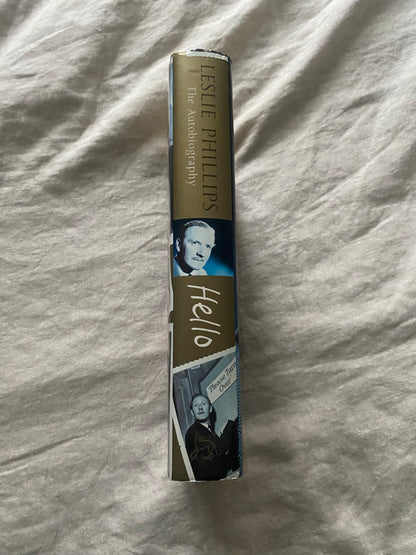 LESLIE PHILLIPS
The Autobiography
Hello
Please Turn
Over